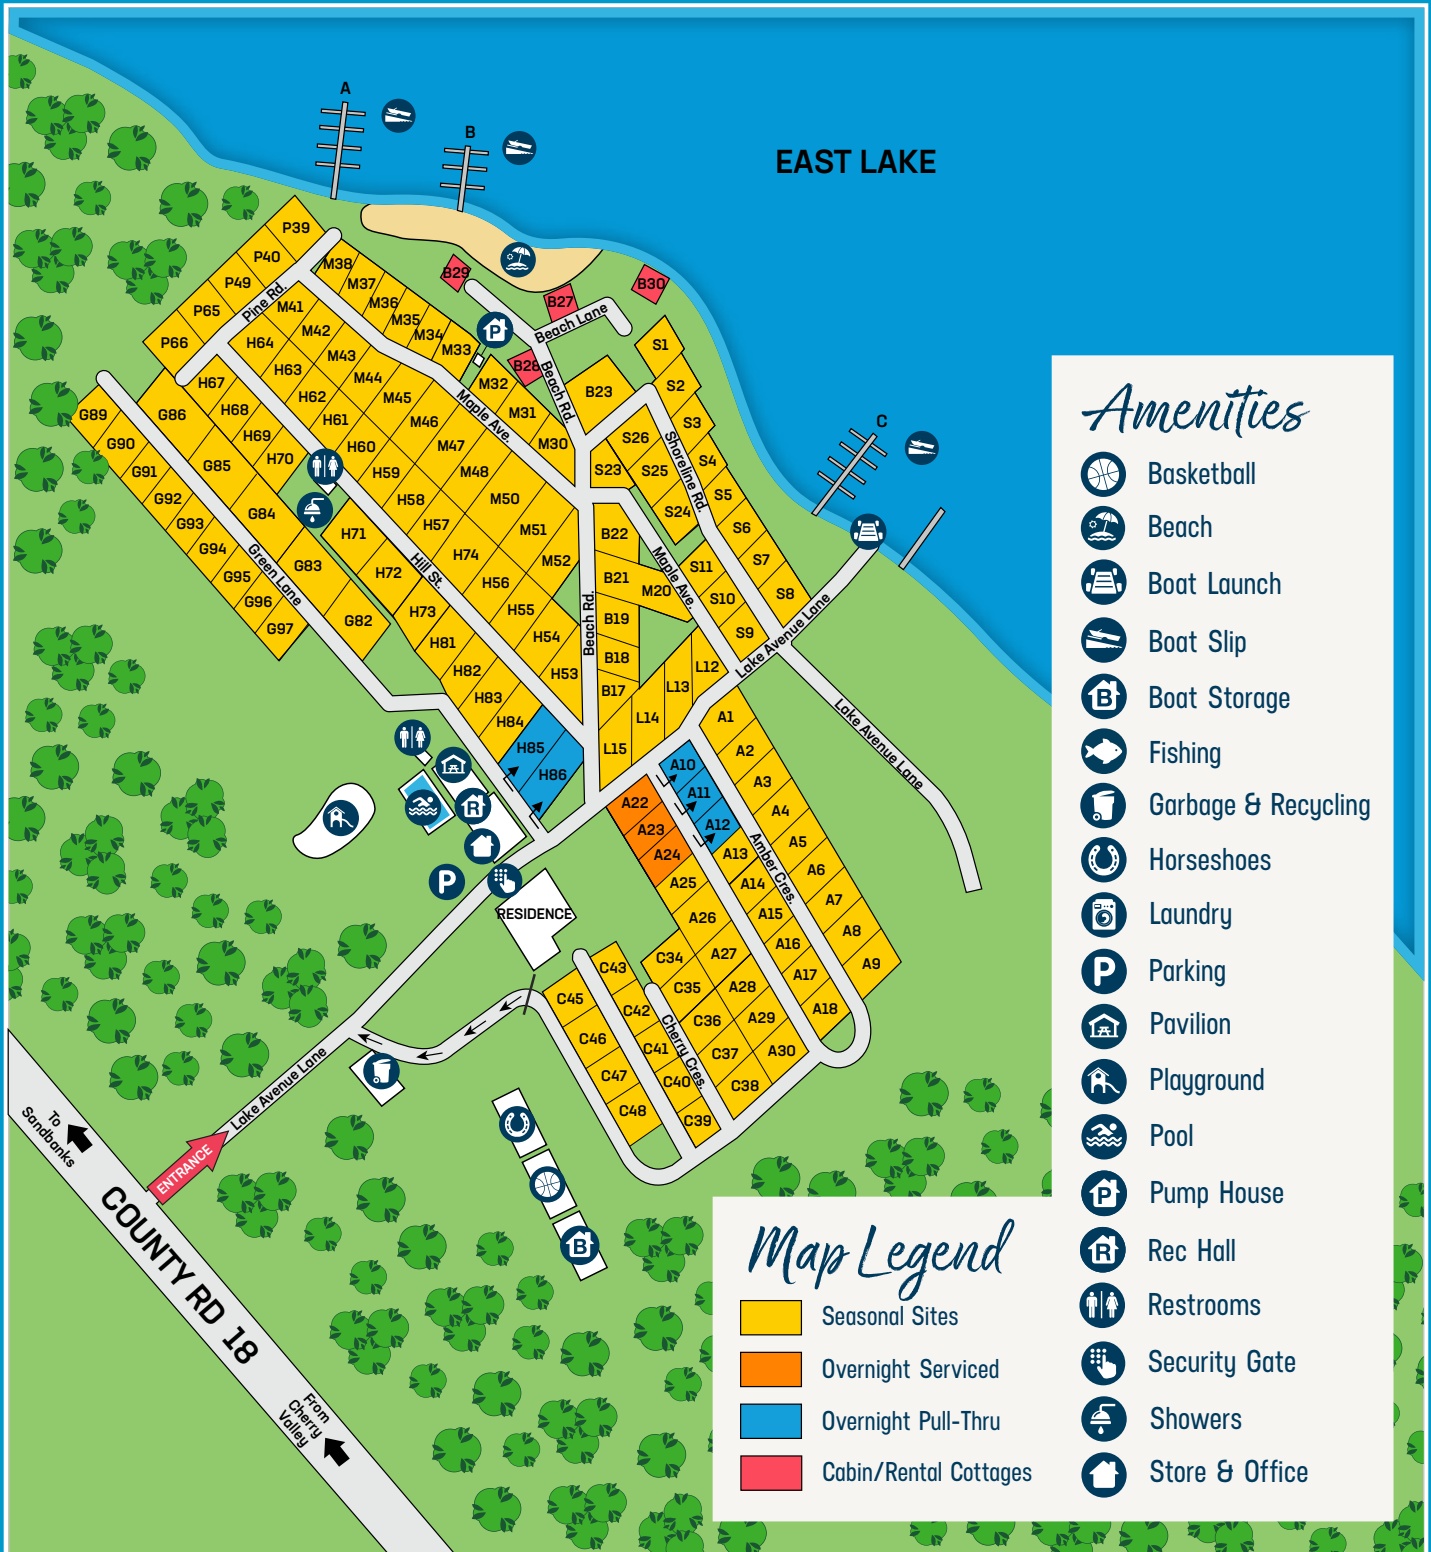 A
B
EAST LAKE
P39
P40
P49
P65
P66
Pine Rd.
M38
M37
M36
M35
M34
M33
B29
B27
B30
B28
Beach Lane
P
Beach Rd.
M41
M42
M43
M44
M45
M46
M47
M48
M50
M51
M52
Maple Ave.
M32
M31
M30
B23
S1
S2
S3
S4
S5
S6
S7
S8
Shoreline Rd.
S26
S25
S24
S23
C
H64
H63
H62
H61
H60
H59
H58
H57
H74
H56
H55
H54
H53
H67
H68
H69
H70
H71
H72
H73
H81
H82
H83
H84
H85
H86
Hill St.
G89
G90
G91
G92
G93
G94
G95
G96
G97
G86
G85
G84
G83
G82
Green Lane
Beach Rd.
B22
B21
B19
B18
B17
M20
Maple Ave.
S11
S10
S9
L12
L13
L14
L15
Lake Avenue Lane
Lake Avenue Lane
A1
A2
A3
A4
A5
A6
A7
A8
A9
A10
A11
A12
A13
A14
A15
A16
A17
A18
Amber Cres.
A22
A23
A24
A25
A26
A27
A28
A29
A30
R
P
RESIDENCE
C34
C35
C36
C37
C38
Cherry Cres.
C43
C42
C41
C40
C39
C45
C46
C47
C48
Lake Avenue Lane
ENTRANCE
To
Sandbanks
COUNTY RD 18
From
Cherry
Valley
B
Amenities
Basketball
Beach
Boat Launch
Boat Slip
B
Boat Storage
Fishing
Garbage & Recycling
Horseshoes
Laundry
P
Parking
Pavilion
Playground
Pool
P
Pump House
R
Rec Hall
Restrooms
Security Gate
Showers
Store & Office
Map Legend
Seasonal Sites
Overnight Serviced
Overnight Pull-Thru
Cabin/Rental Cottages